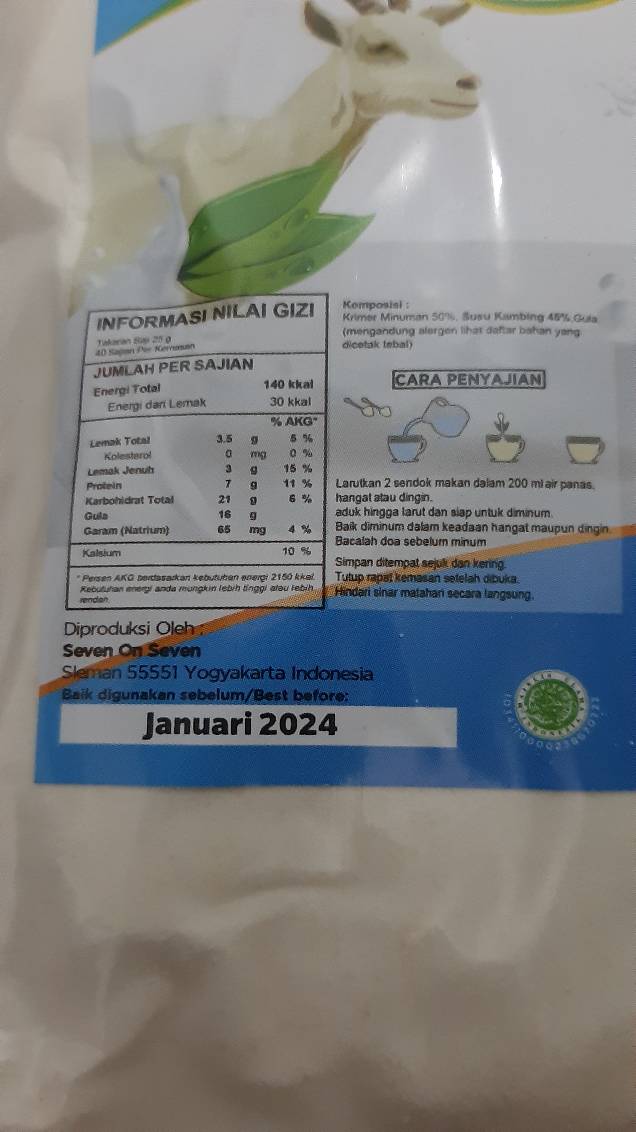 INFORMASI NILAI GIZI
Takaran Saji 25 g
40 Sajian Per Kemasan
JUMLAH PER SAJIAN
Energi Total 140 kkal
Energi dari Lemak 30 kkal
% AKG*
Lemak Total 3.5 g 5 %
Kolesterol 0 mg 0 %
Lemak Jenuh 3 g 15 %
Protein 7 g 11 %
Karbohidrat Total 21 g 6 %
Gula 16 g
Garam (Natrium) 65 mg 4 %
Kalsium 10 %
* Persen AKG berdasarkan kebutuhan energi 2150 kkal.
Kebutuhan energi anda mungkin lebih tinggi atau lebih
rendah
Komposisi :
Krimer Minuman 50%, Susu Kambing 45% Gula
(mengandung alergen lihat daftar bahan yang
dicetak tebal)
CARA PENYAJIAN
Larutkan 2 sendok makan dalam 200 ml air panas,
hangat atau dingin.
aduk hingga larut dan siap untuk diminum.
Baik diminum dalam keadaan hangat maupun dingin
Bacalah doa sebelum minum
Simpan ditempat sejuk dan kering.
Tutup rapat kemasan setelah dibuka.
Hindari sinar matahari secara langsung.
Diproduksi Oleh :
Seven On Seven
Sleman 55551 Yogyakarta Indonesia
Baik digunakan sebelum/Best before:
Januari 2024